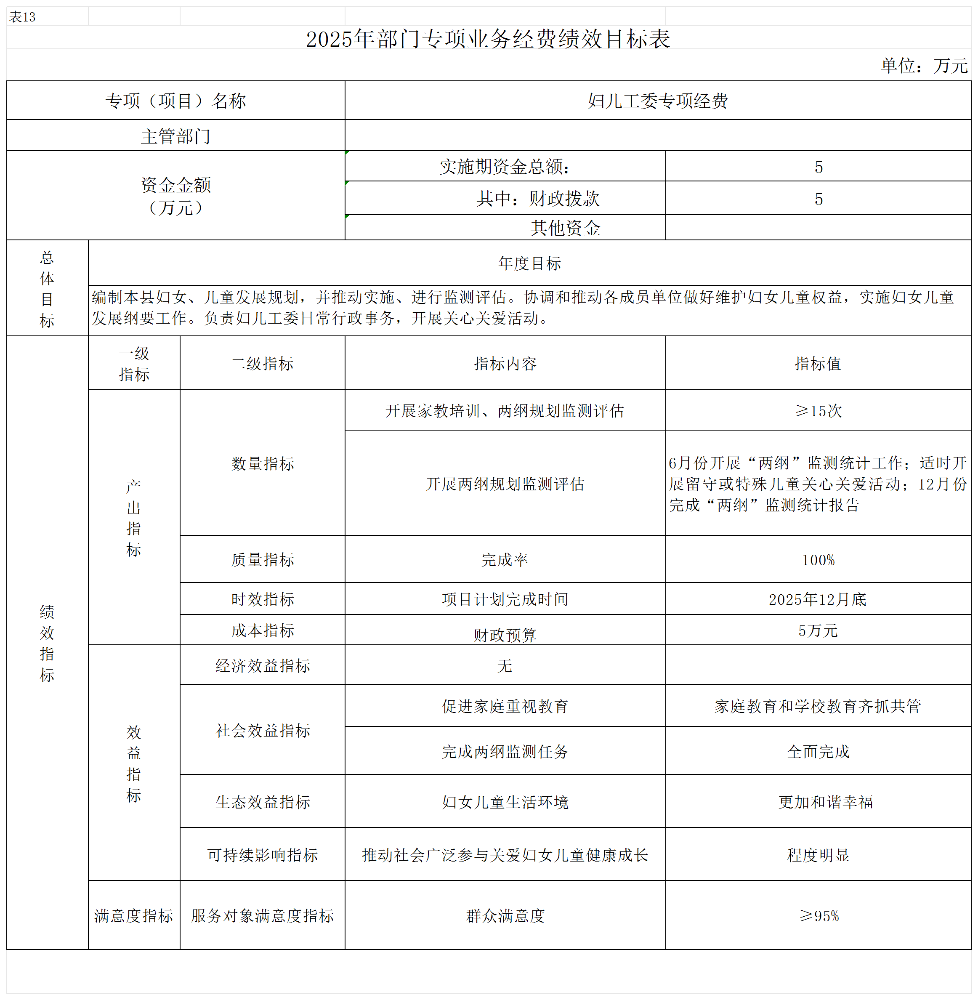 表13
2025年部门专项业务经费绩效目标表
单位：万元
专项（项目）名称
妇儿工委专项经费
主管部门
资金金额
（万元）
实施期资金总额：
5
其中：财政拨款
5
其他资金
总
体
目
标
年度目标
编制本县妇女、儿童发展规划，并推动实施、进行监测评估。协调和推动各成员单位做好维护妇女儿童权益，实施妇女儿童
发展纲要工作。负责妇儿工委日常行政事务，开展关心关爱活动。
绩
效
指
标
一级
指标
二级指标
指标内容
指标值
产
出
指
标
数量指标
开展家教培训、两纲规划监测评估
≥15次
开展两纲规划监测评估
6月份开展“两纲”监测统计工作；适时开
展留守或特殊儿童关心关爱活动；12月份
完成“两纲”监测统计报告
质量指标
完成率
100%
时效指标
项目计划完成时间
2025年12月底
成本指标
财政预算
5万元
效
益
指
标
经济效益指标
无
社会效益指标
促进家庭重视教育
家庭教育和学校教育齐抓共管
完成两纲监测任务
全面完成
生态效益指标
妇女儿童生活环境
更加和谐幸福
可持续影响指标
推动社会广泛参与关爱妇女儿童健康成长
程度明显
满意度指标
服务对象满意度指标
群众满意度
≥95%